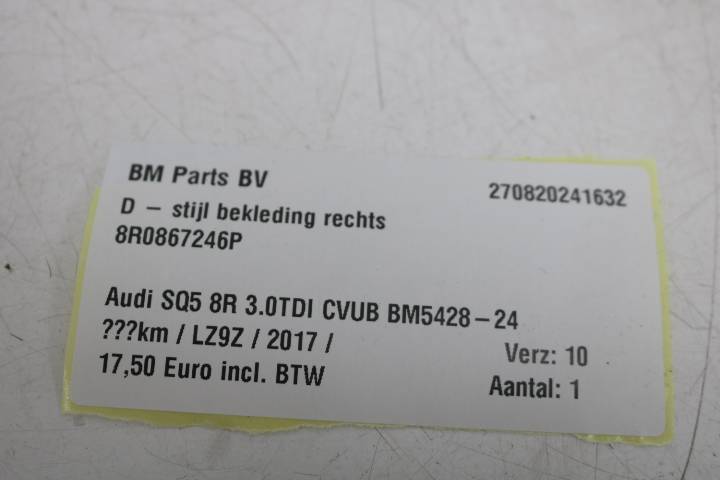 BM Parts BV
270820241632
D – stijl bekleding rechts
8R0867246P
Audi SQ5 8R 3.0TDI CVUB BM5428–24
???km / LZ9Z / 2017 /
Verz: 10
17,50 Euro incl. BTW
Aantal: 1